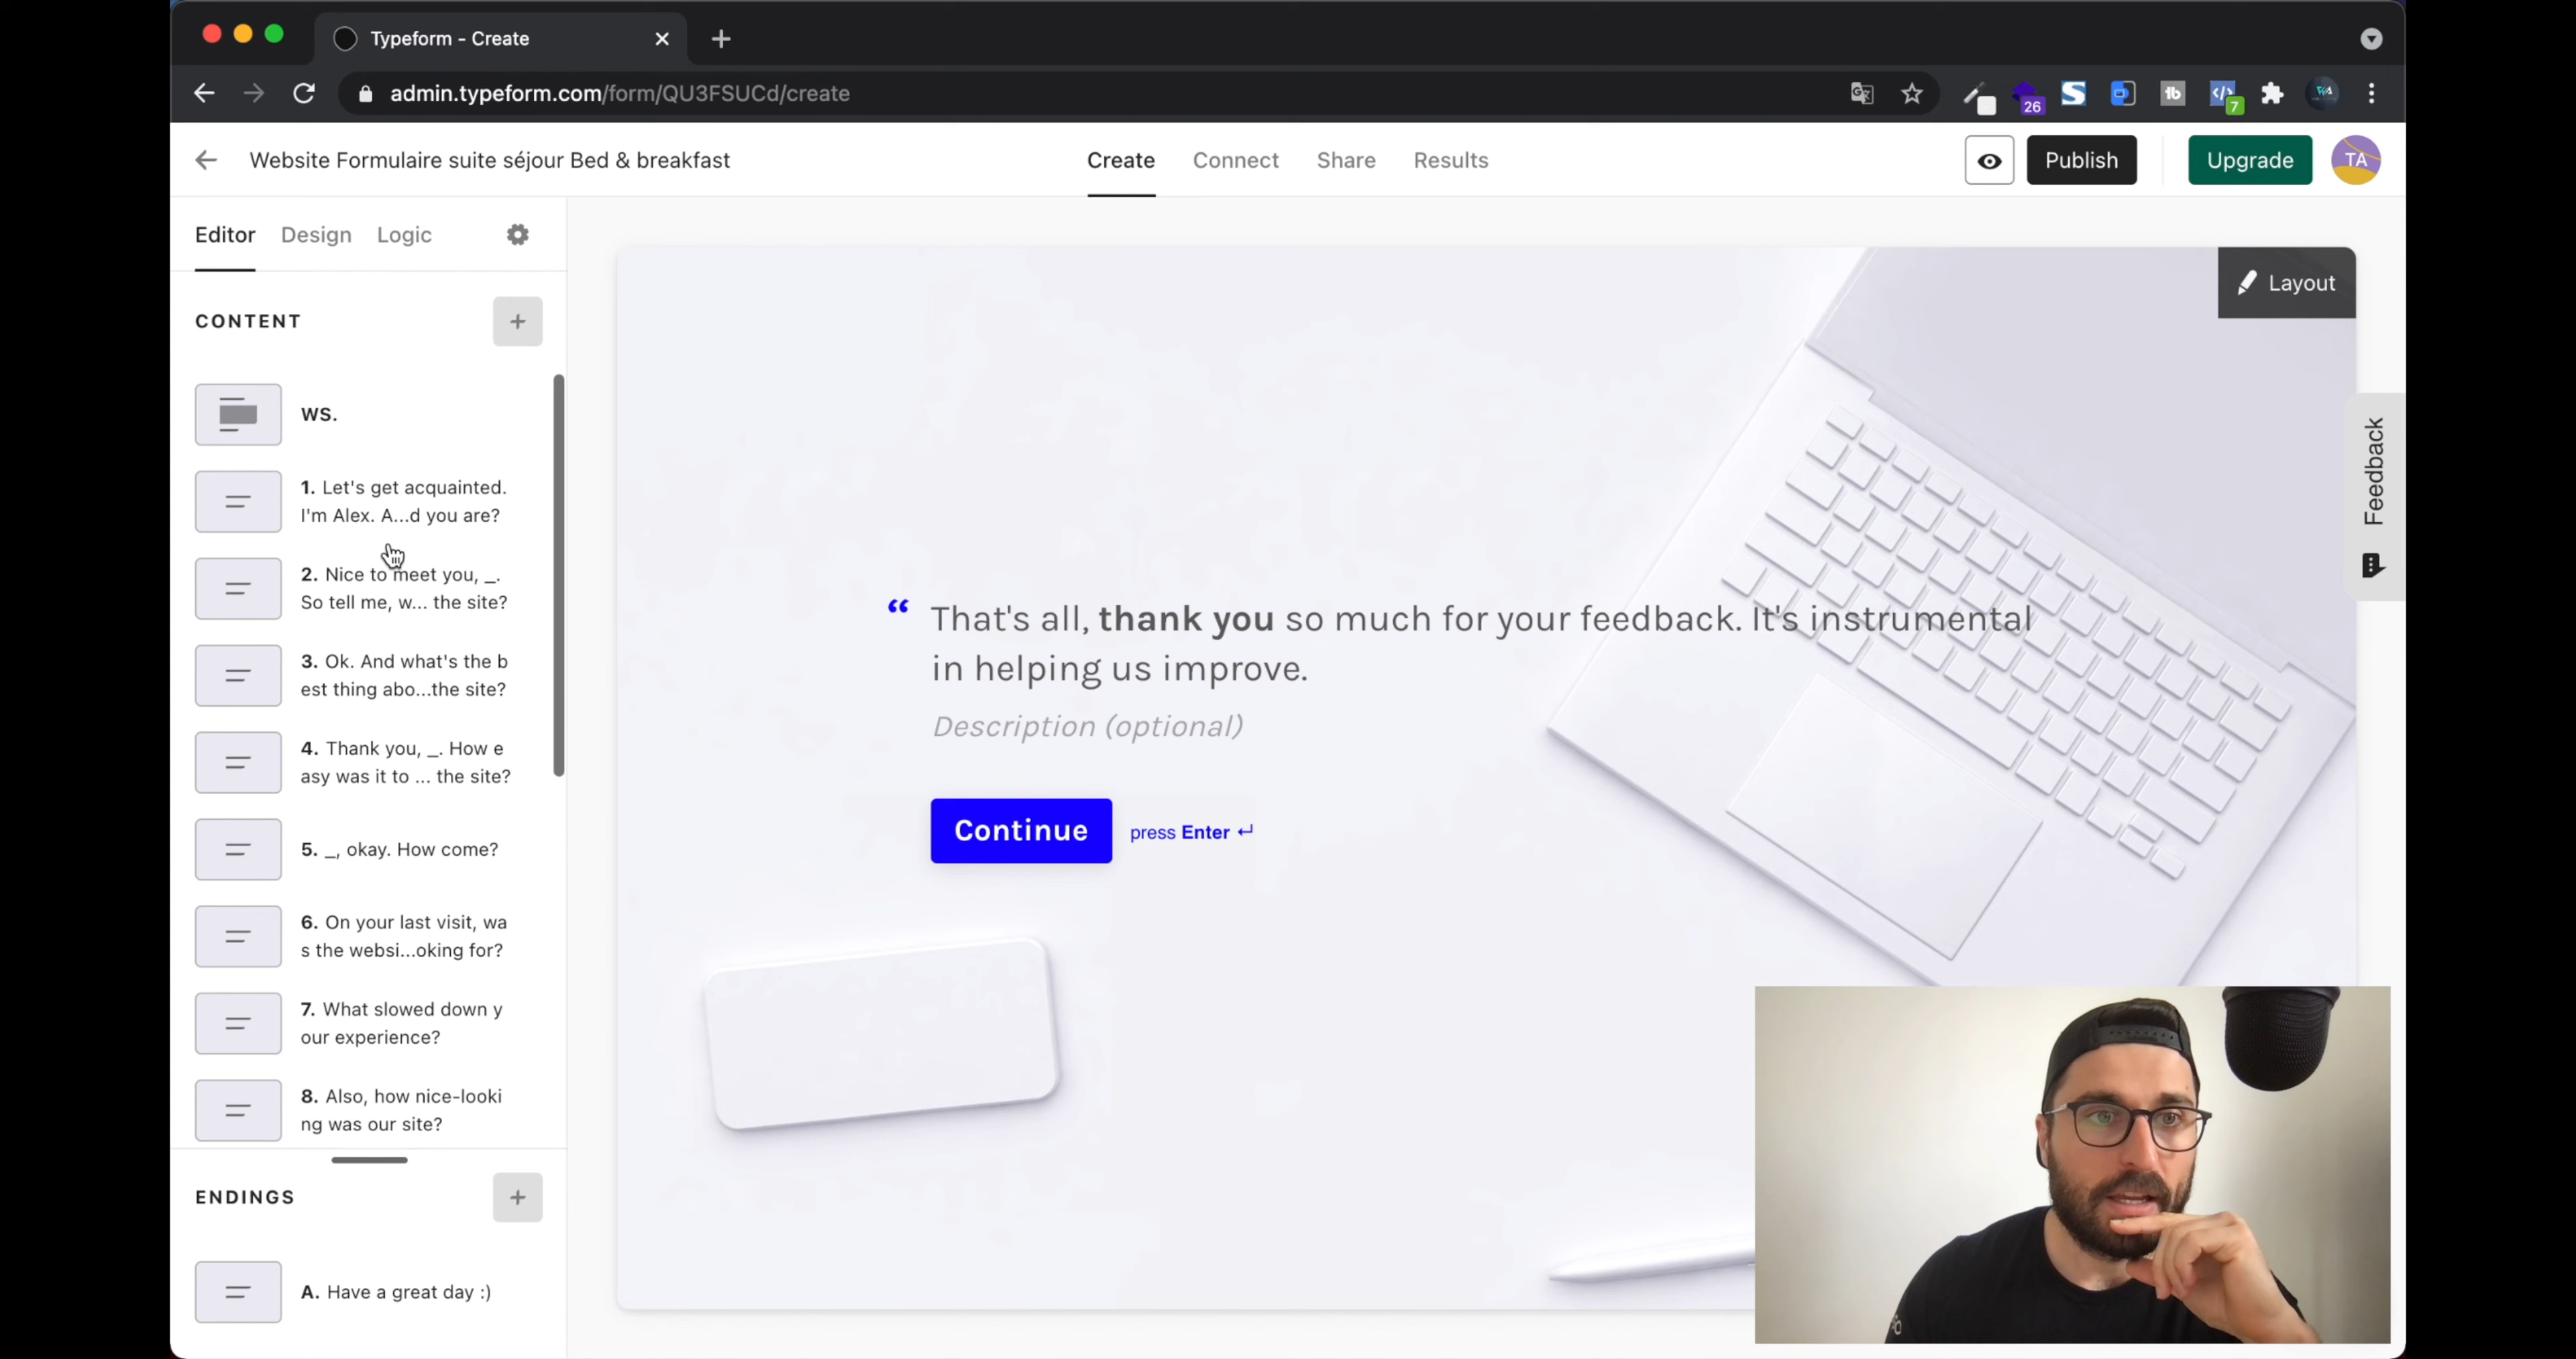 Typeform - Create
admin.typeform.com/form/QU3FSUCd/create
26
7
Website Formulaire suite séjour Bed & breakfast
Create
Connect
Share
Results
Publish
Upgrade
TA
Editor
Design
Logic
CONTENT
Layout
WS.
1. Let's get acquainted.
I'm Alex. A...d you are?
2. Nice to meet you, _.
So tell me, w... the site?
3. Ok. And what's the b
est thing abo...the site?
4. Thank you, _. How e
asy was it to ... the site?
5. _, okay. How come?
6. On your last visit, wa
s the websi...oking for?
7. What slowed down y
our experience?
8. Also, how nice-looki
ng was our site?
ENDINGS
A. Have a great day :)
“ That's all, thank you so much for your feedback. It's instrumental
in helping us improve.
Description (optional)
Continue
press Enter ↵
Feedback